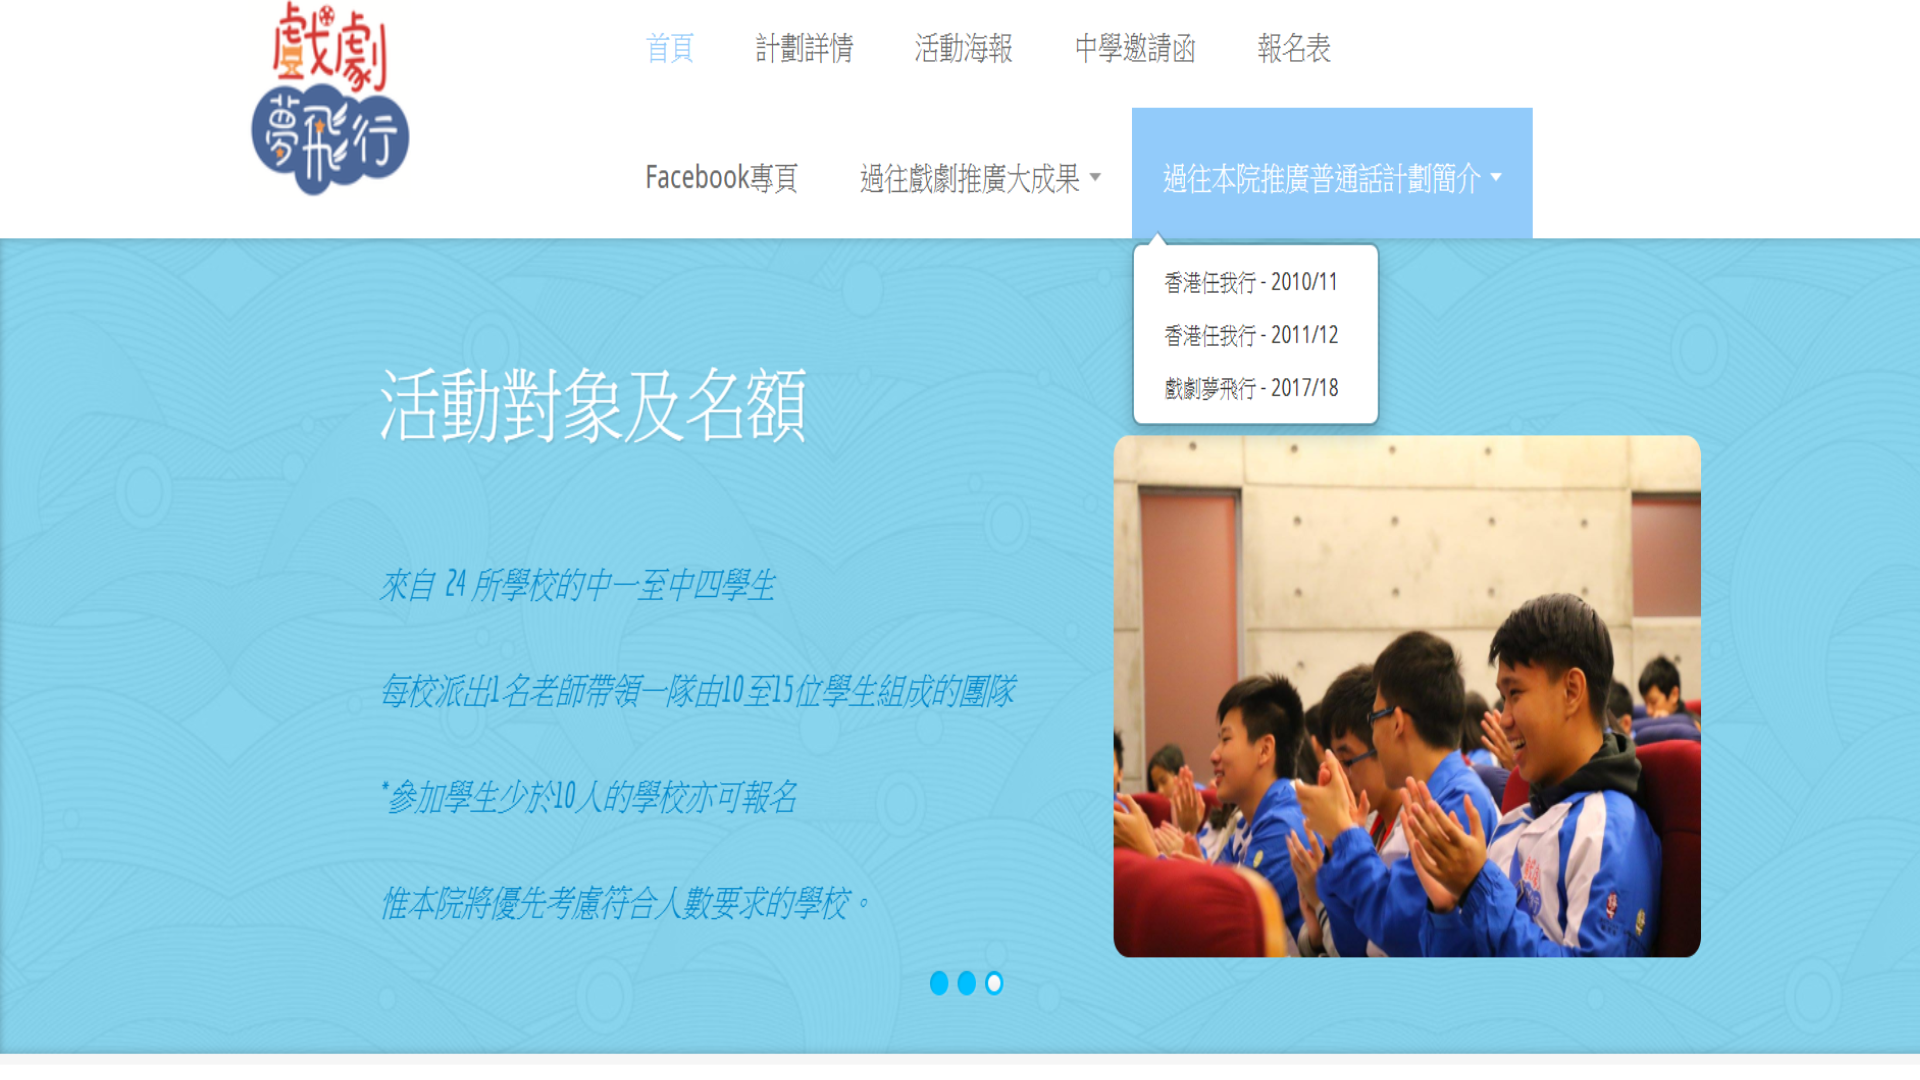 戲劇
夢飛行
首頁
計劃詳情
活動海報
中學邀請函
報名表
Facebook專頁
過往戲劇推廣大成果
過往本院推廣普通話計劃簡介
香港任我行 - 2010/11
香港任我行 - 2011/12
戲劇夢飛行 - 2017/18
活動對象及名額
來自 24 所學校的中一至中四學生
每校派出1名老師帶領一隊由10至15位學生組成的團隊
*參加學生少於10人的學校亦可報名
惟本院將優先考慮符合人數要求的學校。